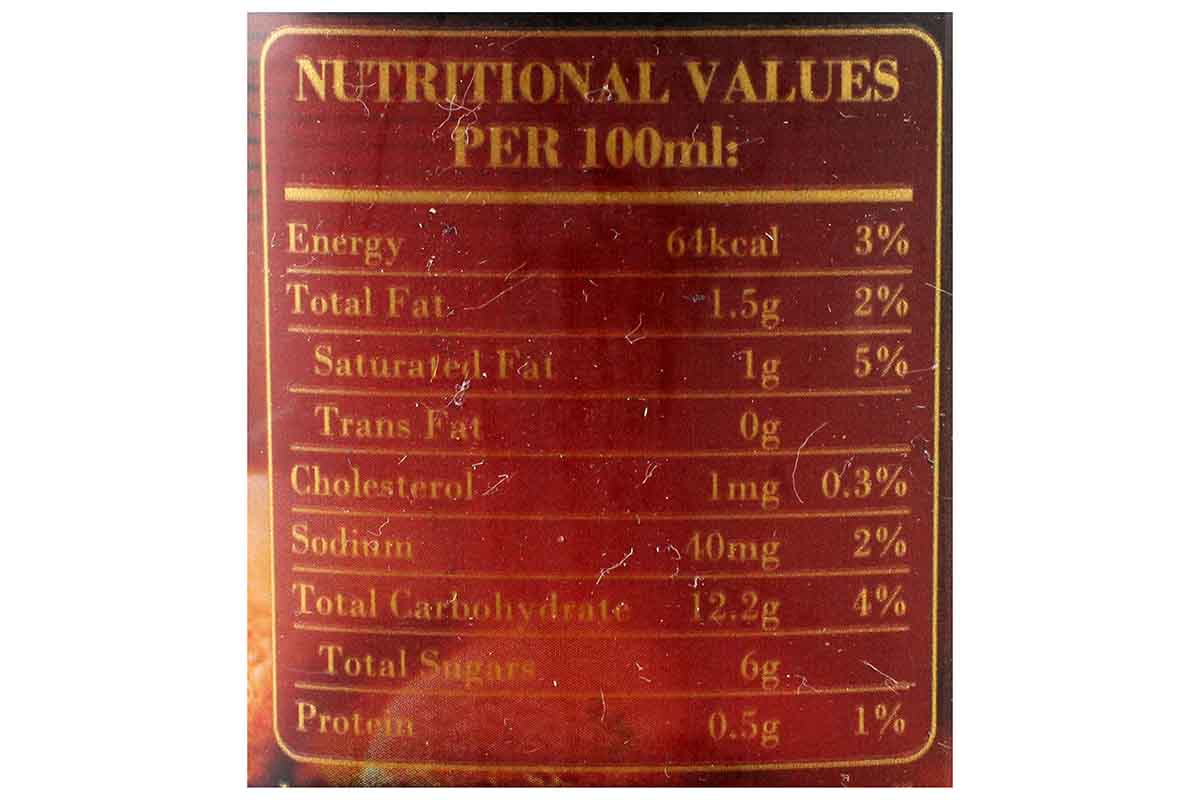 NUTRITIONAL VALUES
PER 100ml:
Energy 64kcal 3%
Total Fat 1.5g 2%
Saturated Fat 1g 5%
Trans Fat 0g
Cholesterol 1mg 0.3%
Sodium 40mg 2%
Total Carbohydrate 12.2g 4%
Total Sugars 6g
Protein 0.5g 1%